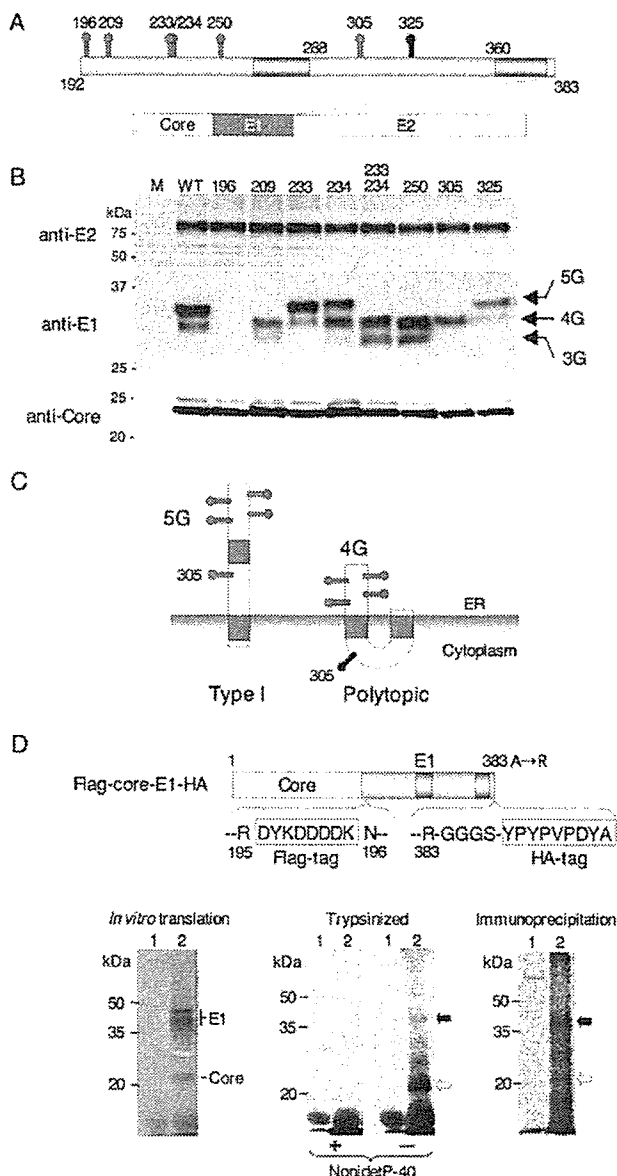 A
196 209 233/234 250 305 325
288 360
192 383
Core E1 E2
B
233
M WT 196 209 233 234 234 250 305 325
kDa
anti-E2 75
50
37
5G
anti-E1 4G
3G
25
25
anti-Core
20
C
5G 4G
305
ER
Cytoplasm
305
Type I Polytopic
D
1 E1 383 A→R
Flag-core-E1-HA Core
--R DYKDDDDK N-- --R-GGGS-YPYPVPDYA
195 Flag-tag 196 383 HA-tag
In vitro translation Trypsinized Immunoprecipitation
1 2 1 2 1 2 1 2
kDa kDa kDa
50 50 50
E1
35 35 35
20 Core 20 20
+ −
NonidetP-40